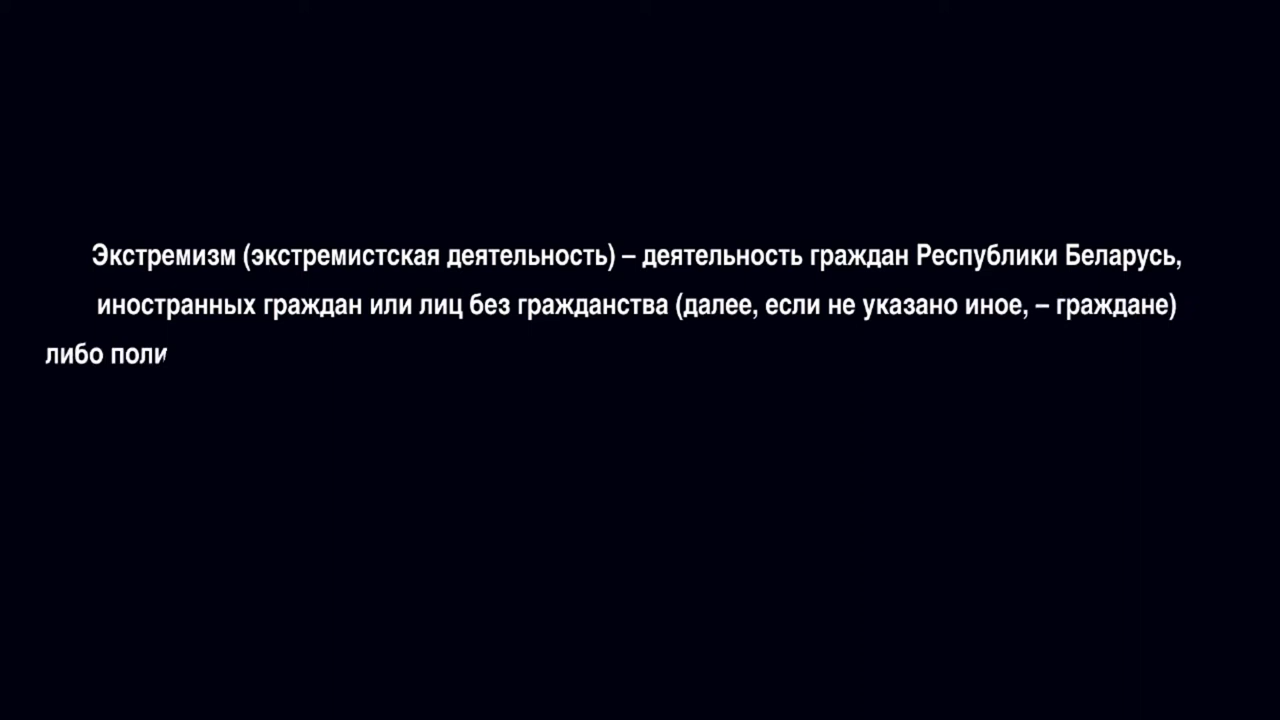 Экстремизм (экстремистская деятельность) – деятельность граждан Республики Беларусь,
иностранных граждан или лиц без гражданства (далее, если не указано иное, – граждане)
либо поли